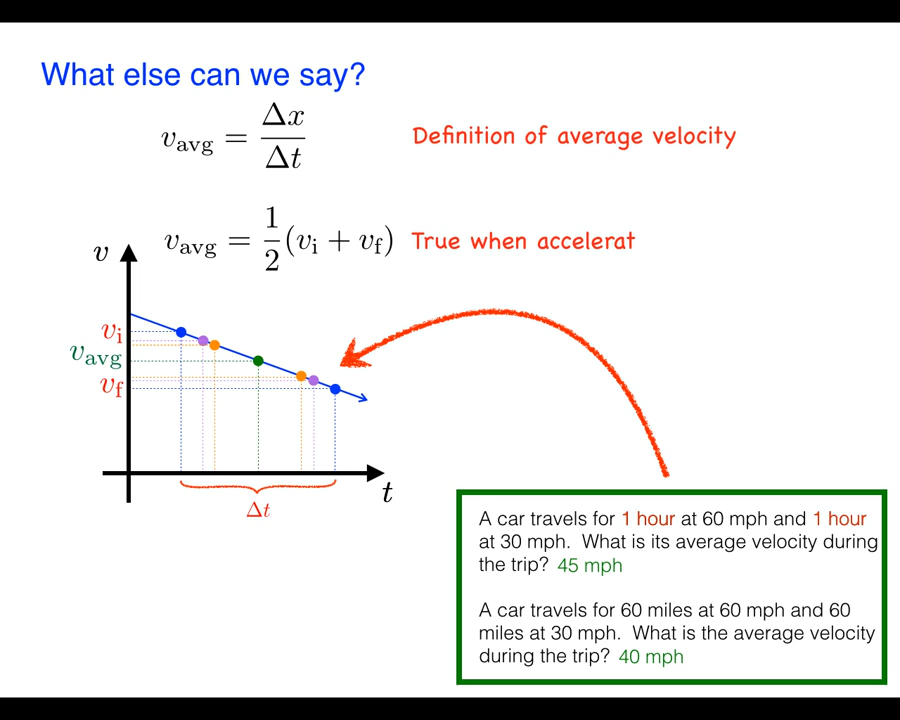 What else can we say?
v_avg = Δx/Δt
Definition of average velocity
v_avg = 1/2(v_i + v_f)
True when accelerat
v
v_i
v_avg
v_f
t
Δt
A car travels for 1 hour at 60 mph and 1 hour
at 30 mph. What is its average velocity during
the trip? 45 mph
A car travels for 60 miles at 60 mph and 60
miles at 30 mph. What is the average velocity
during the trip? 40 mph